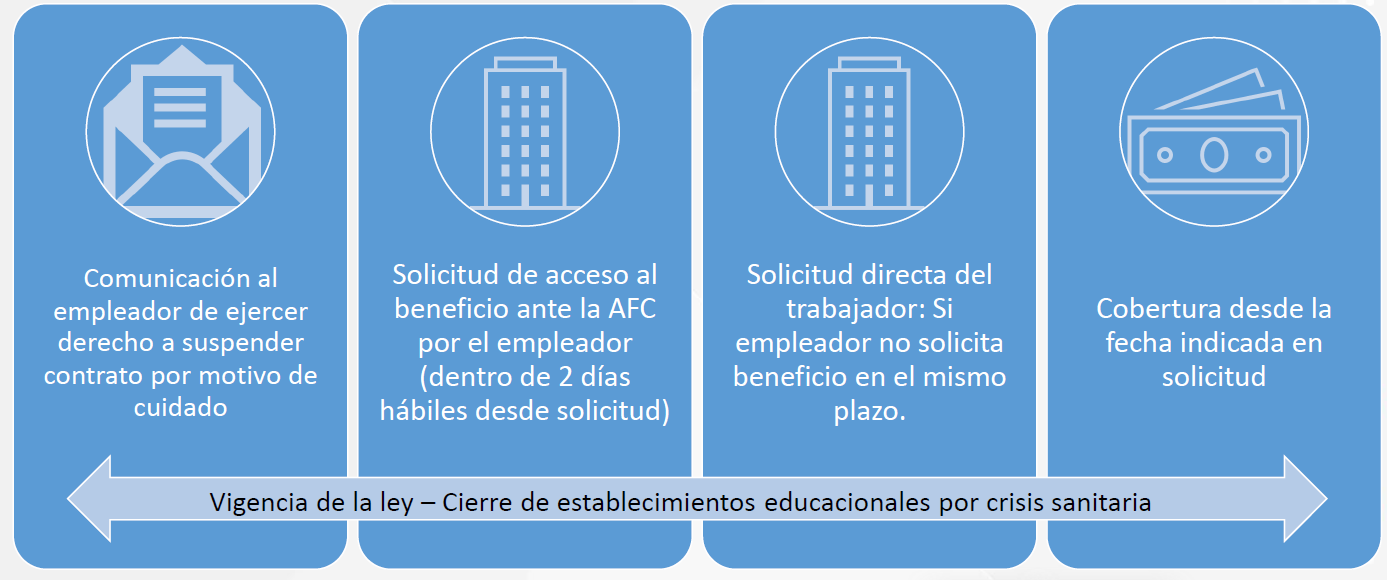 Comunicación al
empleador de ejercer
derecho a suspender
contrato por motivo de
cuidado
Solicitud de acceso al
beneficio ante la AFC
por el empleador
(dentro de 2 días
hábiles desde solicitud)
Solicitud directa del
trabajador: Si
empleador no solicita
beneficio en el mismo
plazo.
Cobertura desde la
fecha indicada en
solicitud
Vigencia de la ley – Cierre de establecimientos educacionales por crisis sanitaria